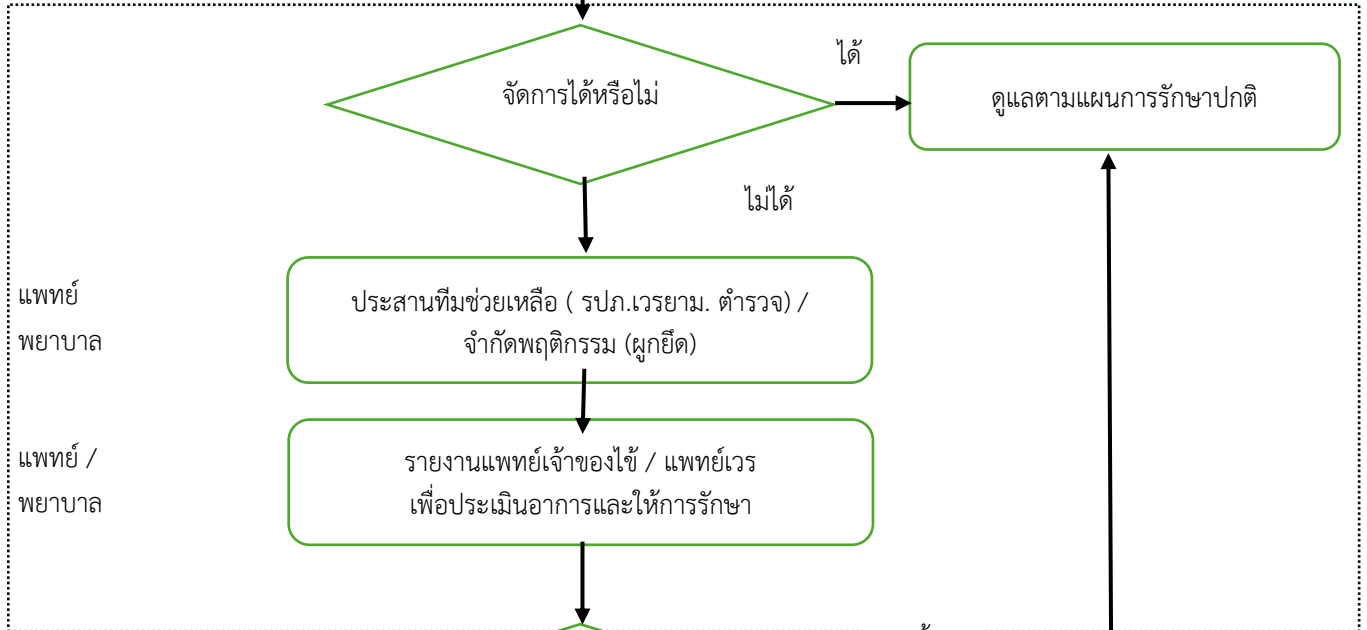 ได้
จัดการได้หรือไม่
ดูแลตามแผนการรักษาปกติ
ไม่ได้
แพทย์
พยาบาล
ประสานทีมช่วยเหลือ ( รปภ.เวรยาม. ตำรวจ) /
จำกัดพฤติกรรม (ผูกยึด)
แพทย์ /
พยาบาล
รายงานแพทย์เจ้าของไข้ / แพทย์เวร
เพื่อประเมินอาการและให้การรักษา